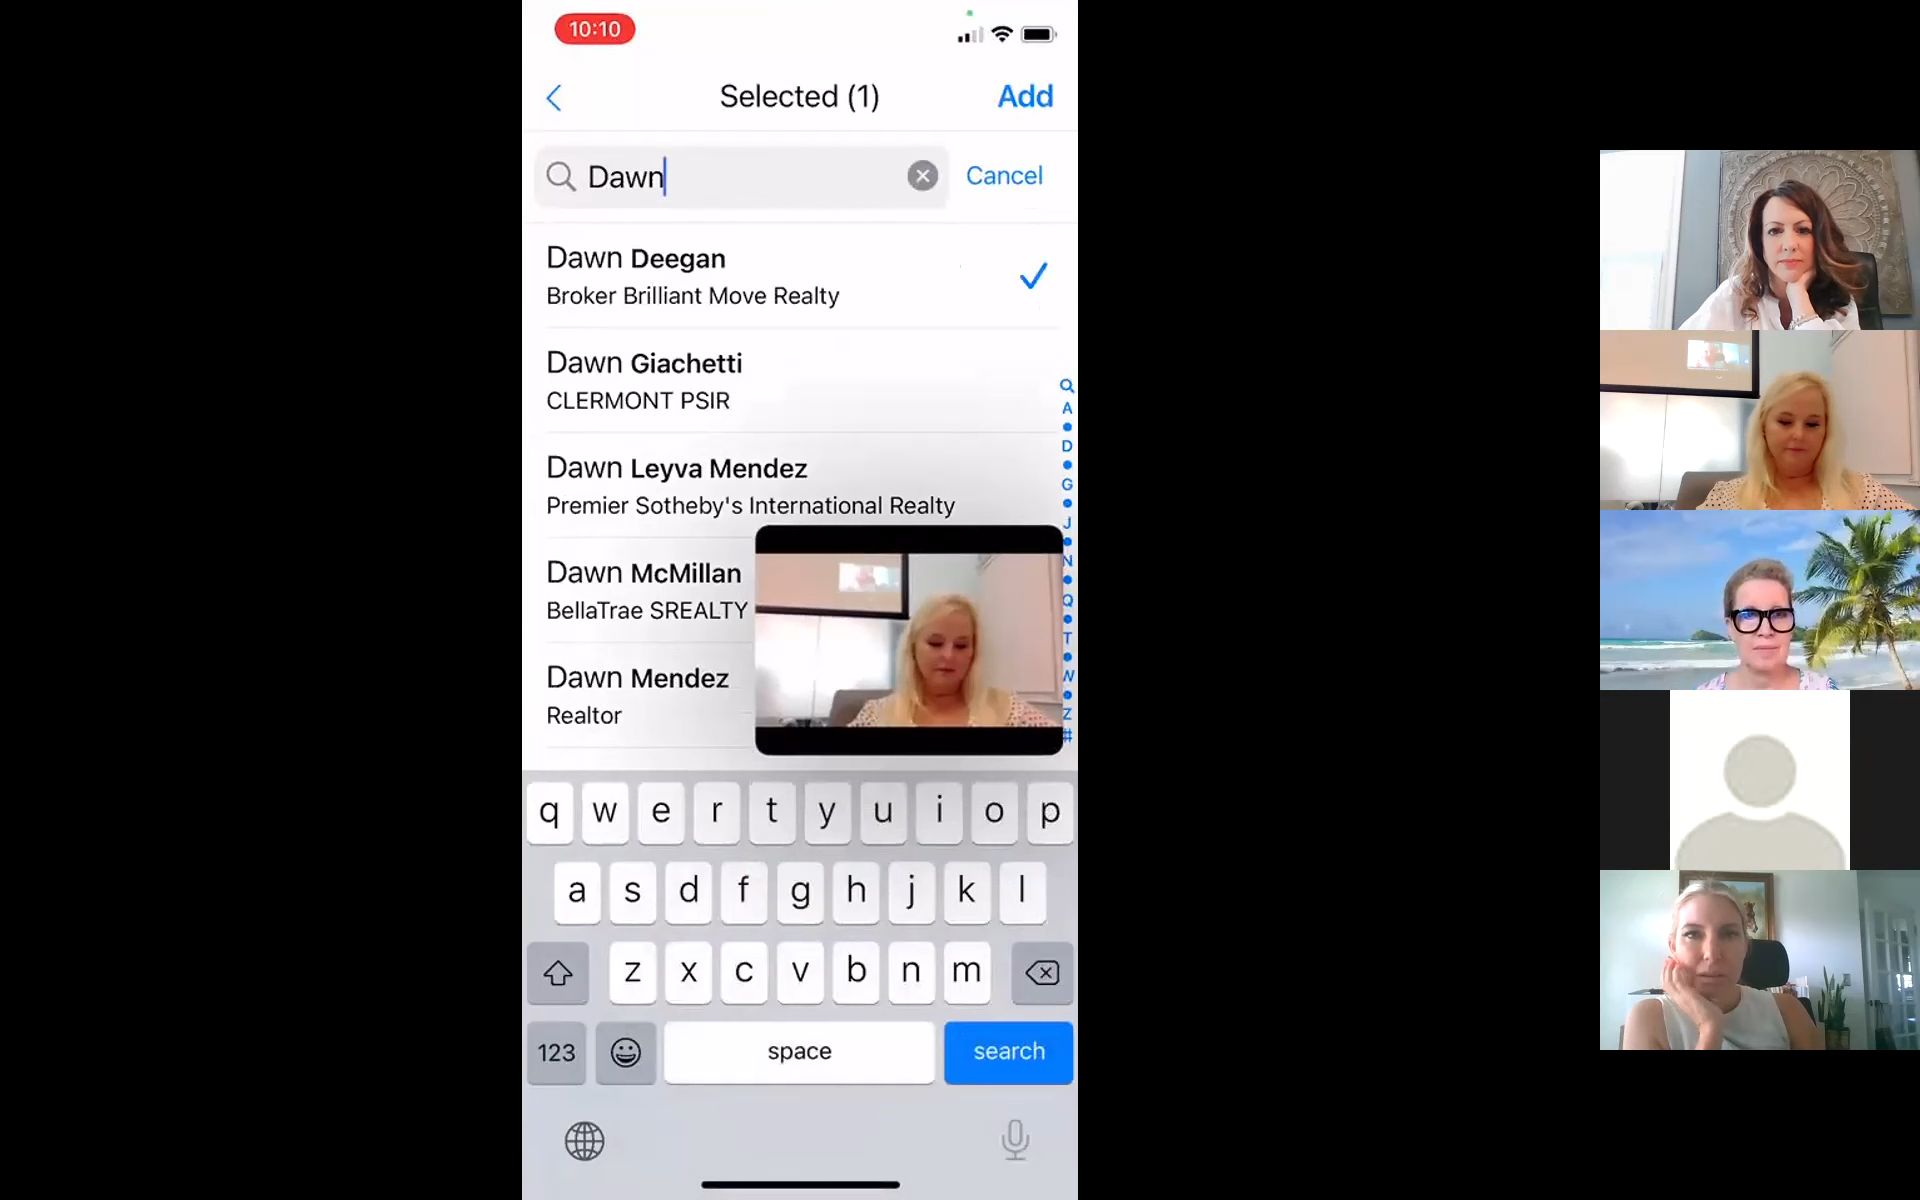 10:10
Selected (1)
Add
Dawn
Cancel
Dawn Deegan
Broker Brilliant Move Realty
Dawn Giachetti
CLERMONT PSIR
Dawn Leyva Mendez
Premier Sotheby's International Realty
Dawn McMillan
BellaTrae SREALTY
Dawn Mendez
Realtor
A
D
G
J
N
Q
T
W
Z
#
q w e r t y u i o p
a s d f g h j k l
z x c v b n m
123
space
search